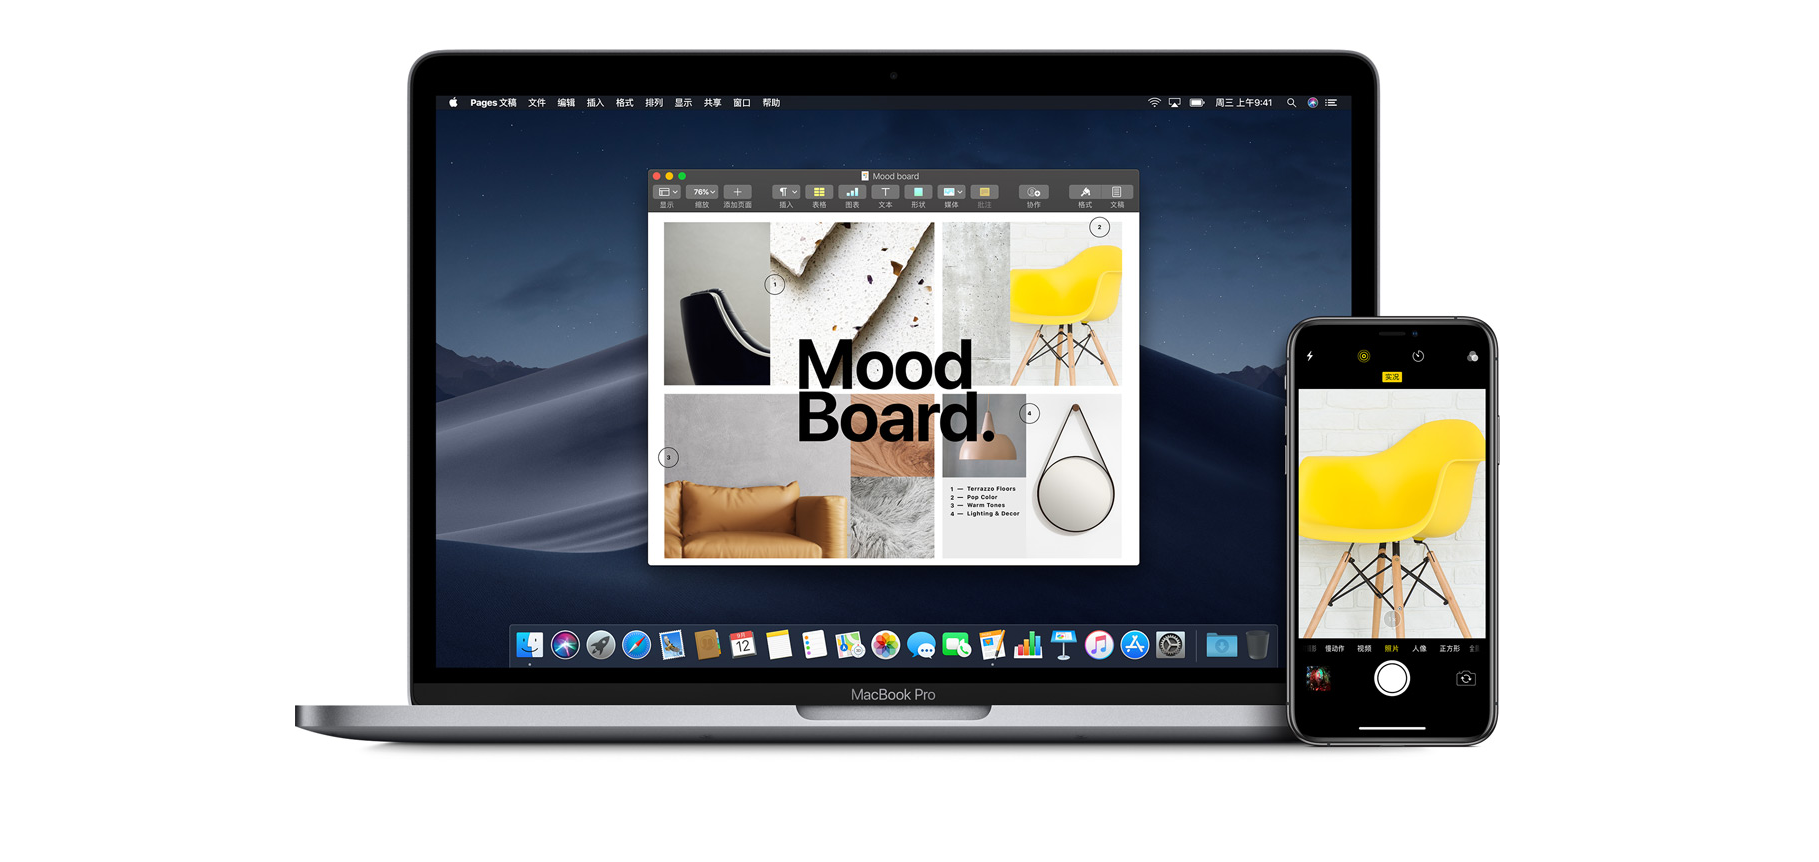 Pages 文稿 文件 编辑 插入 格式 排列 显示 共享 窗口 帮助 周三 上午9:41
Mood board
76%
显示 缩放 添加页面 插入 表格 图表 文本 形状 媒体 批注 协作 格式 文稿
2
1
Mood
Board.
4
3
1 — Terrazzo Floors
2 — Pop Color
3 — Warm Tones
4 — Lighting & Decor
9月
12
MacBook Pro
实况
慢动作 视频 照片 人像 正方形